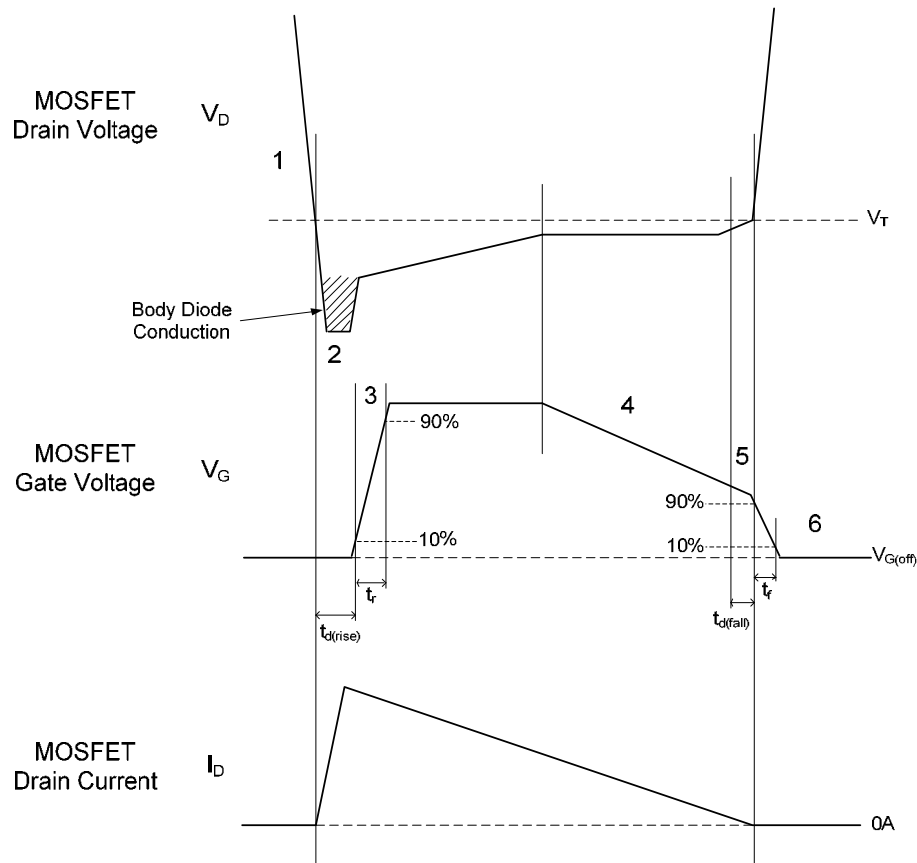 MOSFET
Drain Voltage
V_D
1
V_T
Body Diode
Conduction
2
3
4
90%
MOSFET
Gate Voltage
V_G
5
90%
6
10%
10%
V_G(off)
t_r
t_f
t_d(rise)
t_d(fall)
MOSFET
Drain Current
I_D
0A